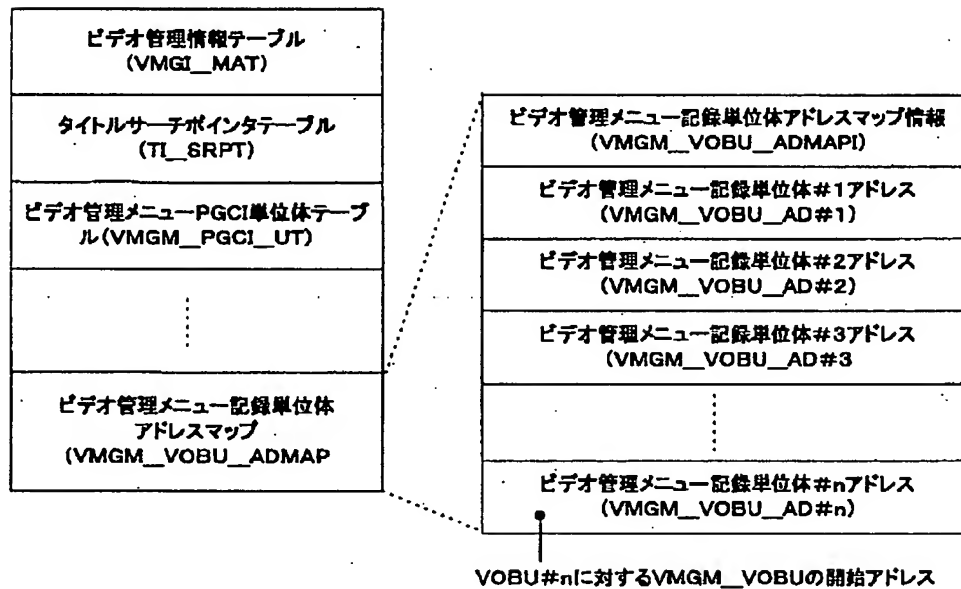 ビデオ管理情報テーブル
(VMGI__MAT)
タイトルサーチポインタテーブル
(TI__SRPT)
ビデオ管理メニューPGCI単位体テーブ
ル(VMGM__PGCI__UT)
ビデオ管理メニュー記録単位体
アドレスマップ
(VMGM__VOBU__ADMAP
ビデオ管理メニュー記録単位体アドレスマップ情報
(VMGM__VOBU__ADMAPI)
ビデオ管理メニュー記録単位体#1アドレス
(VMGM__VOBU__AD#1)
ビデオ管理メニュー記録単位体#2アドレス
(VMGM__VOBU__AD#2)
ビデオ管理メニュー記録単位体#3アドレス
(VMGM__VOBU__AD#3
ビデオ管理メニュー記録単位体#nアドレス
(VMGM__VOBU__AD#n)
VOBU#nに対するVMGM__VOBUの開始アドレス